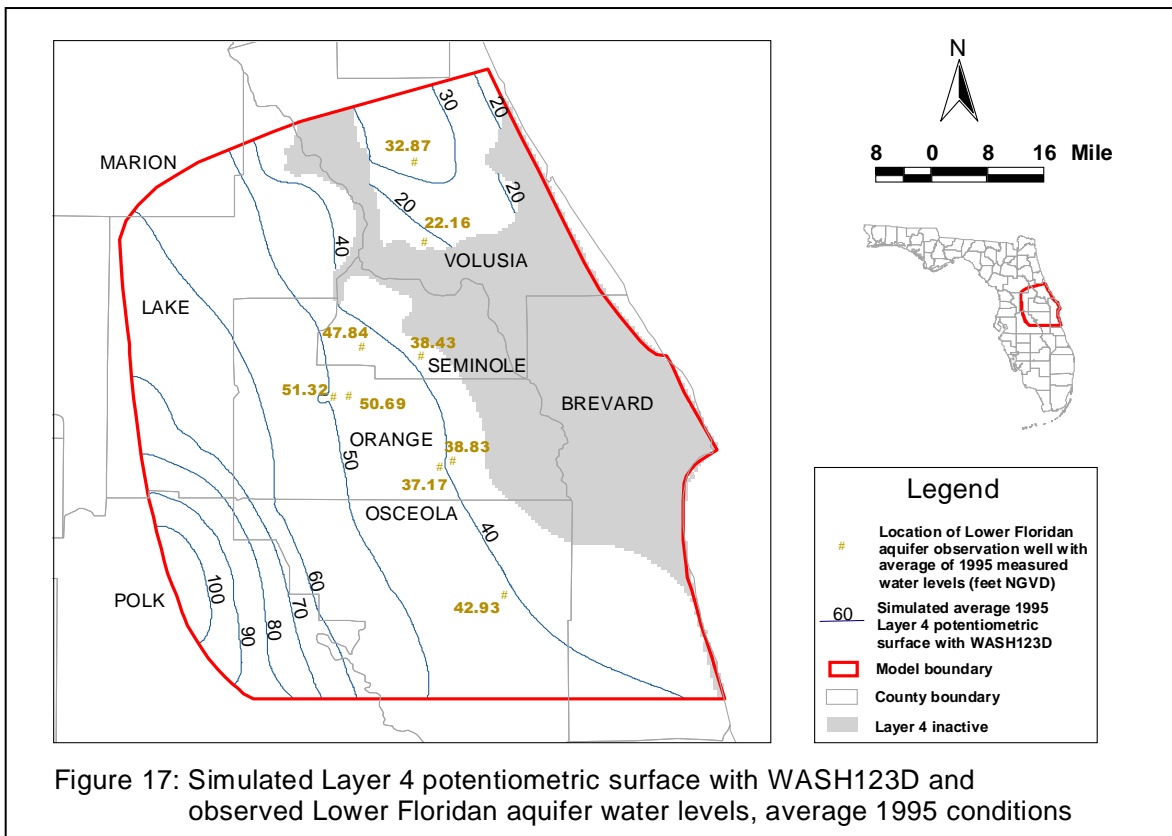 N
8 0 8 16 Mile
MARION
30
20
32.87
20
20
22.16
40
VOLUSIA
LAKE
47.84
38.43
SEMINOLE
51.32
50.69
BREVARD
ORANGE
38.83
50
37.17
OSCEOLA
40
100
60
POLK
70
42.93
80
90
Legend
# Location of Lower Floridan
aquifer observation well with
average of 1995 measured
water levels (feet NGVD)
60 Simulated average 1995
Layer 4 potentiometric
surface with WASH123D
Model boundary
County boundary
Layer 4 inactive
Figure 17: Simulated Layer 4 potentiometric surface with WASH123D and
observed Lower Floridan aquifer water levels, average 1995 conditions